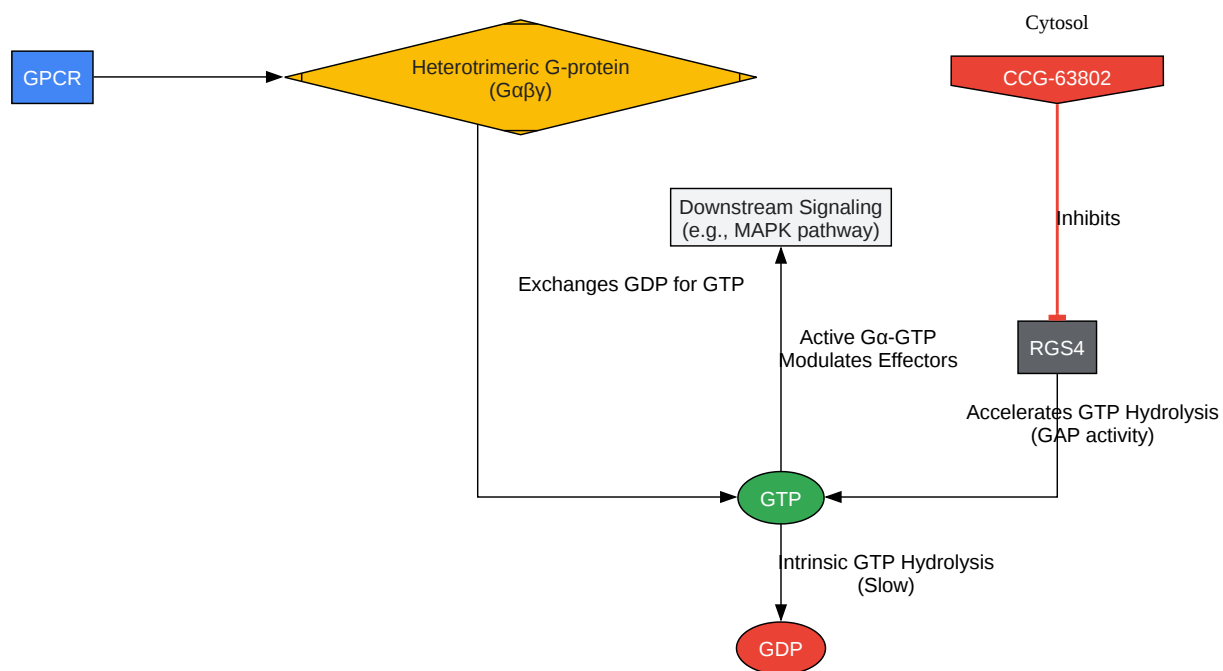 Cytosol
GPCR
Heterotrimeric G-protein
(Gαβγ)
CCG-63802
Downstream Signaling
(e.g., MAPK pathway)
Inhibits
Exchanges GDP for GTP
Active Gα-GTP
Modulates Effectors
RGS4
Accelerates GTP Hydrolysis
(GAP activity)
GTP
Intrinsic GTP Hydrolysis
(Slow)
GDP